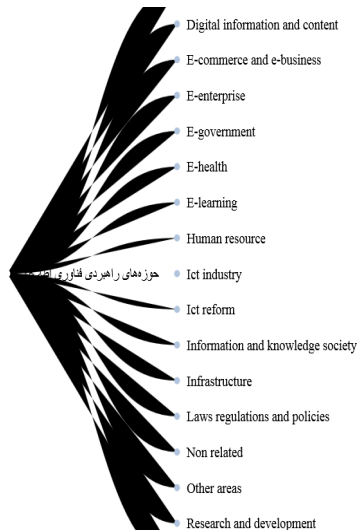 Digital information and content
E-commerce and e-business
E-enterprise
E-government
E-health
E-learning
Human resource
حوزه‌های راهبردی فناوری
Ict industry
Ict reform
Information and knowledge society
Infrastructure
Laws regulations and policies
Non related
Other areas
Research and development